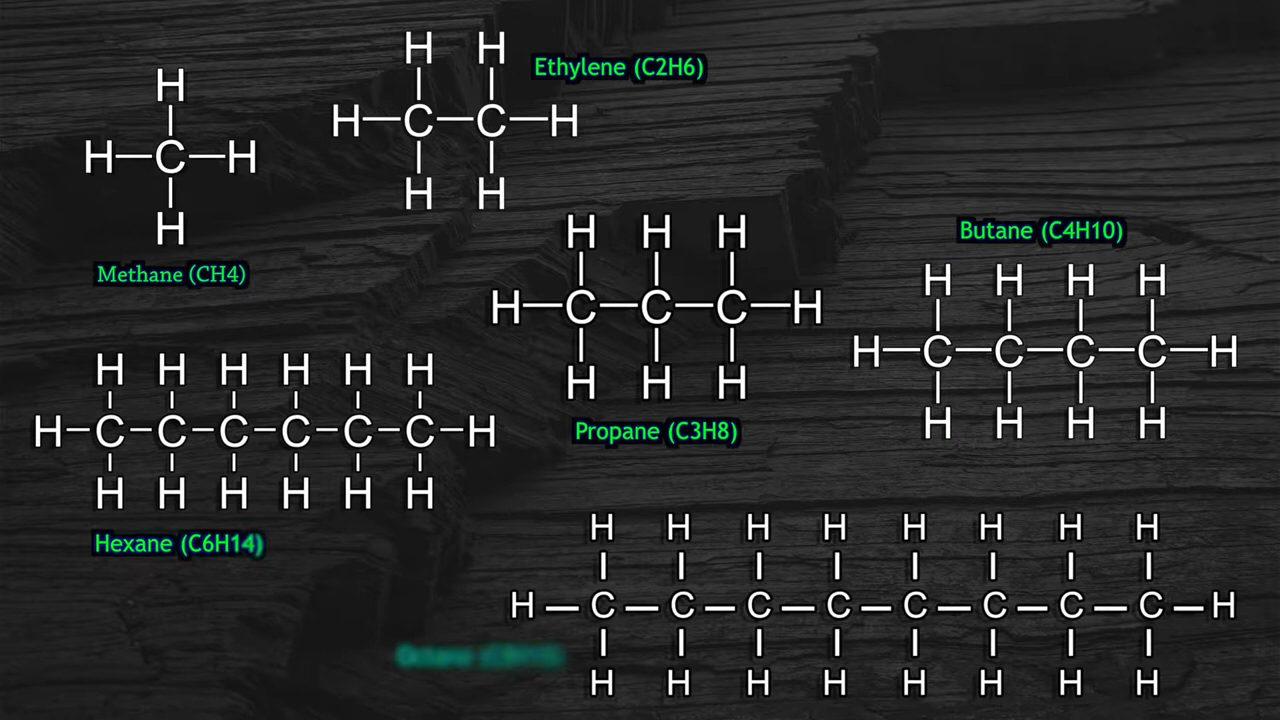 H H
Ethylene (C2H6)
H—C—C—H
H H
H
H—C—H
H
Methane (CH4)
H H H
H—C—C—C—H
H H H
Propane (C3H8)
Butane (C4H10)
H H H H
H—C—C—C—C—H
H H H H
H H H H H H
H—C—C—C—C—C—C—H
H H H H H H
Hexane (C6H14)
H H H H H H H H
H—C—C—C—C—C—C—C—C—H
H H H H H H H H